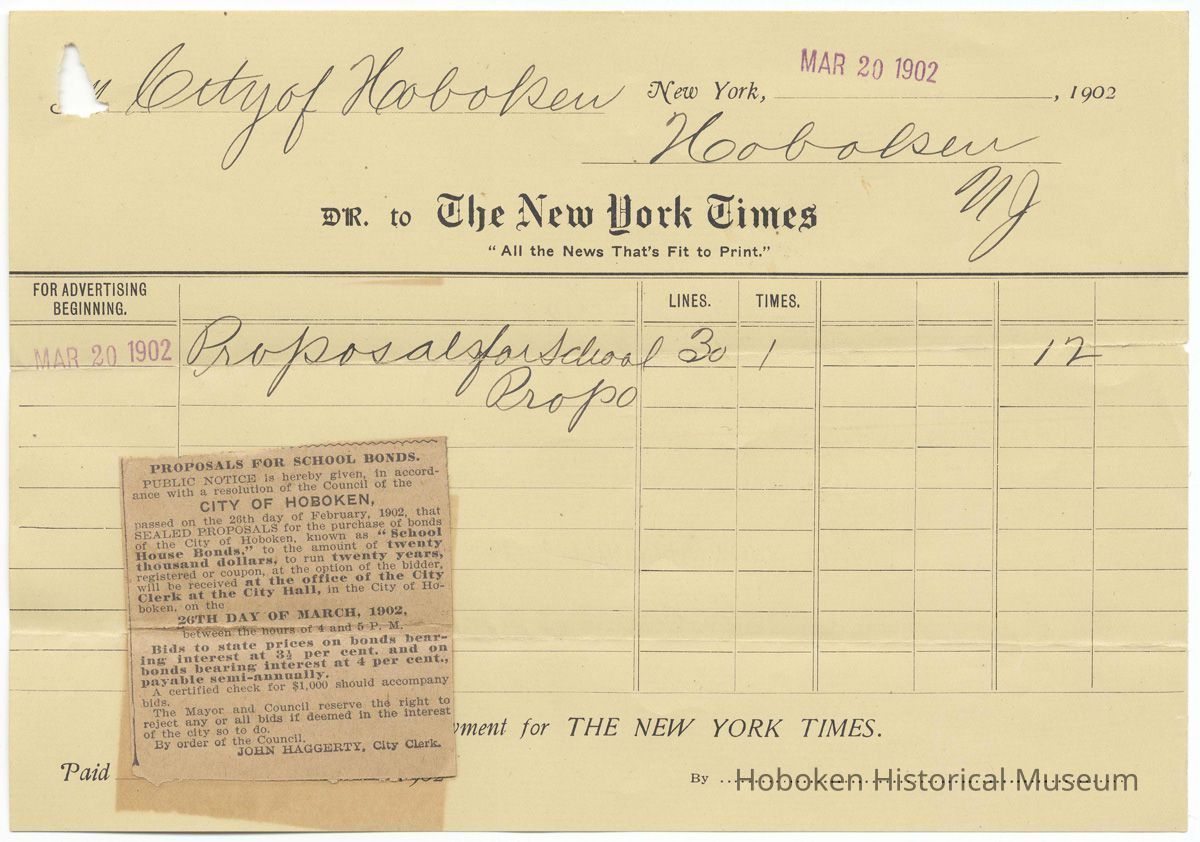 City of Hoboken New York, MAR 20 1902, 1902
Hoboken
NJ
DR. to The New York Times
"All the News That's Fit to Print."
FOR ADVERTISING BEGINNING. LINES. TIMES.
MAR 20 1902 Proposals for School 30 1 12
Propo
PROPOSALS FOR SCHOOL BONDS.
PUBLIC NOTICE is hereby given, in accord-
ance with a resolution of the Council of the
CITY OF HOBOKEN,
passed on the 26th day of February, 1902, that
SEALED PROPOSALS for the purchase of bonds
of the City of Hoboken, known as "School
House Bonds," to the amount of twenty
thousand dollars, to run twenty years,
registered or coupon, at the option of the bidder,
will be received at the office of the City
Clerk at the City Hall, in the City of Ho-
boken, on the
26TH DAY OF MARCH, 1902,
between the hours of 4 and 5 P. M.
Bids to state prices on bonds bear-
ing interest at 3½ per cent. and on
bonds bearing interest at 4 per cent.,
payable semi-annually.
A certified check for $1,000 should accompany
bids.
The Mayor and Council reserve the right to
reject any or all bids if deemed in the interest
of the city so to do.
By order of the Council.
JOHN HAGGERTY, City Clerk.
yment for THE NEW YORK TIMES.
Paid 1902 By
Hoboken Historical Museum